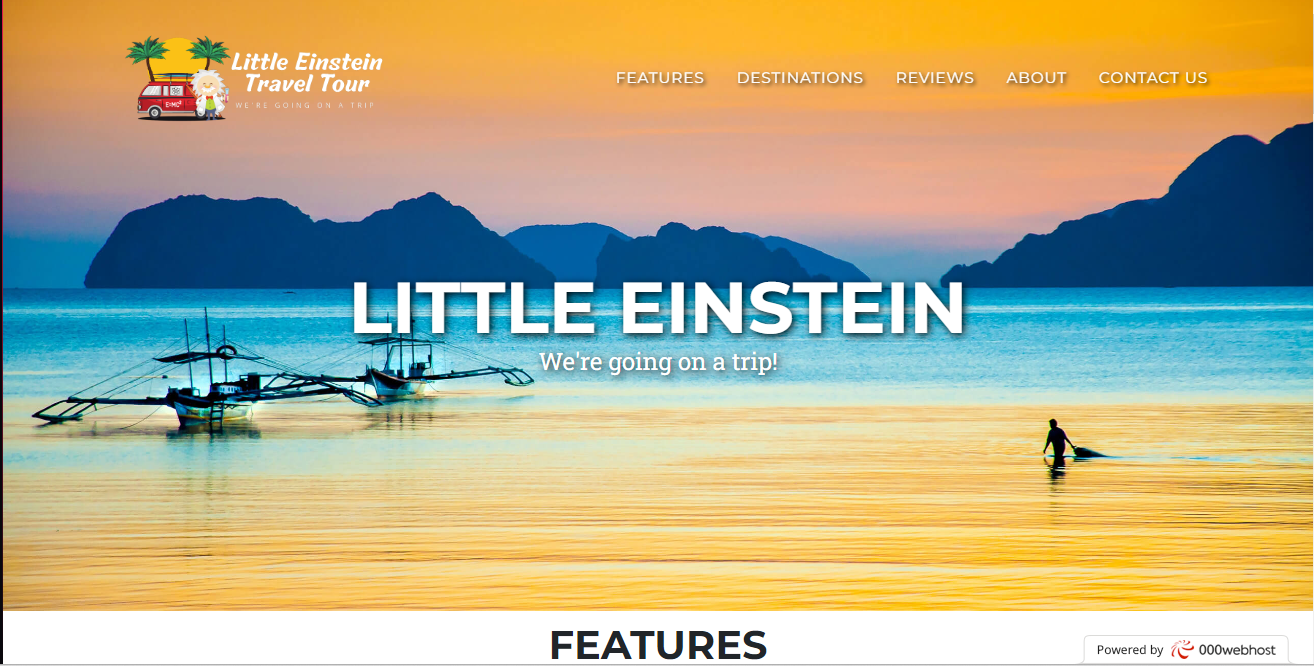 Little Einstein
Travel Tour
WE'RE GOING ON A TRIP
E=MC²
FEATURES DESTINATIONS REVIEWS ABOUT CONTACT US
LITTLE EINSTEIN
We're going on a trip!
FEATURES
Powered by 000webhost